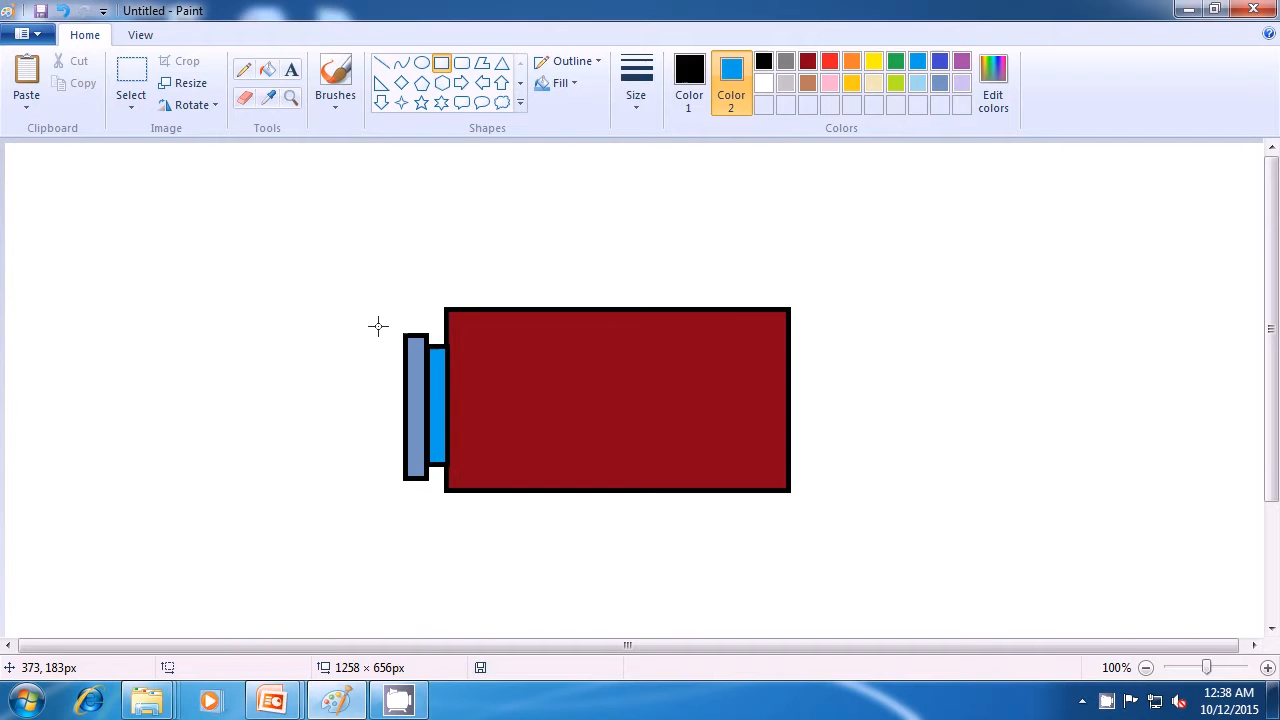 Untitled - Paint
Home View
Paste Cut Copy Select Crop Resize Rotate Brushes Outline Fill Size Color 1 Color 2 Edit colors
Clipboard Image Tools Shapes Colors
373, 183px 1258 × 656px 100%
12:38 AM
10/12/2015